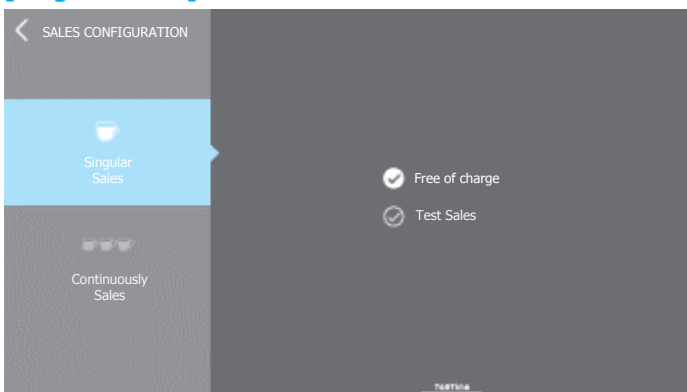 SALES CONFIGURATION
Singular
Sales
Free of charge
Test Sales
Continuously
Sales